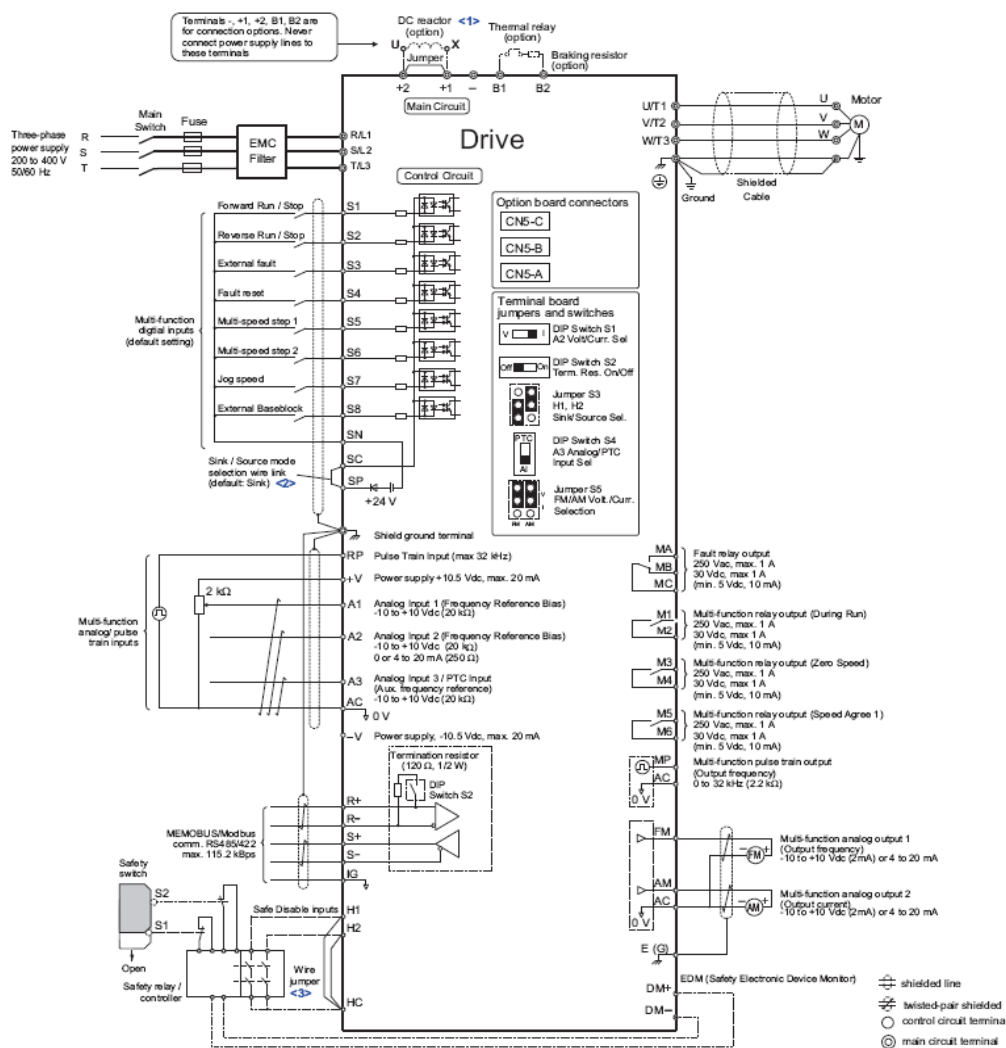 Terminals -, +1, +2, B1, B2 are
for connection options. Never
connect power supply lines to
these terminals
DC reactor <1>
(option)
U X
Jumper
Thermal relay
(option)
Braking resistor
(option)
+2 +1 – B1 B2
Main Circuit
Drive
Main
Switch
Fuse
Three-phase
power supply
200 to 400 V
50/60 Hz
R
S
T
EMC
Filter
R/L1
S/L2
T/L3
U/T1
V/T2
W/T3
U
V
W
Motor
M
Ground
Shielded
Cable
Control Circuit
Forward Run / Stop
S1
Reverse Run / Stop
S2
External fault
S3
Fault reset
S4
Multi-speed step 1
S5
Multi-speed step 2
S6
Jog speed
S7
External Baseblock
S8
SN
SC
SP
+24 V
Multi-function
digtial inputs
(default setting)
Sink / Source mode
selection wire link
(default: Sink) <2>
Option board connectors
CN5-C
CN5-B
CN5-A
Terminal board
jumpers and switches
V I
DIP Switch S1
A2 Volt/Curr. Sel
Off On
DIP Switch S2
Term. Res. On/Off
Jumper S3
H1, H2
Sink/Source Sel.
PTC
AI
DIP Switch S4
A3 Analog/PTC
Input Sel
V
I
FM AM
Jumper S5
FM/AM Volt./Curr.
Selection
Shield ground terminal
RP
Pulse Train Input (max 32 kHz)
+V
Power supply +10.5 Vdc, max. 20 mA
2 kΩ
A1
Analog Input 1 (Frequency Reference Bias)
-10 to +10 Vdc (20 kΩ)
A2
Analog Input 2 (Frequency Reference Bias)
-10 to +10 Vdc (20 kΩ)
0 or 4 to 20 mA (250 Ω)
A3
Analog Input 3 / PTC Input
(Aux. frequency reference)
-10 to +10 Vdc (20 kΩ)
AC
0 V
–V
Power supply, -10.5 Vdc, max. 20 mA
Multi-function
analog/ pulse
train inputs
Termination resistor
(120 Ω, 1/2 W)
DIP
Switch S2
R+
R–
S+
S–
IG
MEMOBUS/Modbus
comm. RS485/422
max. 115.2 kBps
Safety
switch
S2
S1
Open
Safety relay /
controller
Safe Disable inputs
H1
H2
Wire
jumper
<3>
HC
MA
MB
MC
Fault relay output
250 Vac, max. 1 A
30 Vdc, max 1 A
(min. 5 Vdc, 10 mA)
M1
M2
Multi-function relay output (During Run)
250 Vac, max. 1 A
30 Vdc, max 1 A
(min. 5 Vdc, 10 mA)
M3
M4
Multi-function relay output (Zero Speed)
250 Vac, max. 1 A
30 Vdc, max 1 A
(min. 5 Vdc, 10 mA)
M5
M6
Multi-function relay output (Speed Agree 1)
250 Vac, max. 1 A
30 Vdc, max 1 A
(min. 5 Vdc, 10 mA)
MP
AC
0 V
Multi-function pulse train output
(Output frequency)
0 to 32 kHz (2.2 kΩ)
FM
– +
FM
Multi-function analog output 1
(Output frequency)
-10 to +10 Vdc (2mA) or 4 to 20 mA
AM
AC
0 V
– +
AM
Multi-function analog output 2
(Output current)
-10 to +10 Vdc (2mA) or 4 to 20 mA
E (G)
EDM (Safety Electronic Device Monitor)
DM+
DM–
shielded line
twisted-pair shielded
control circuit termina
main circuit terminal